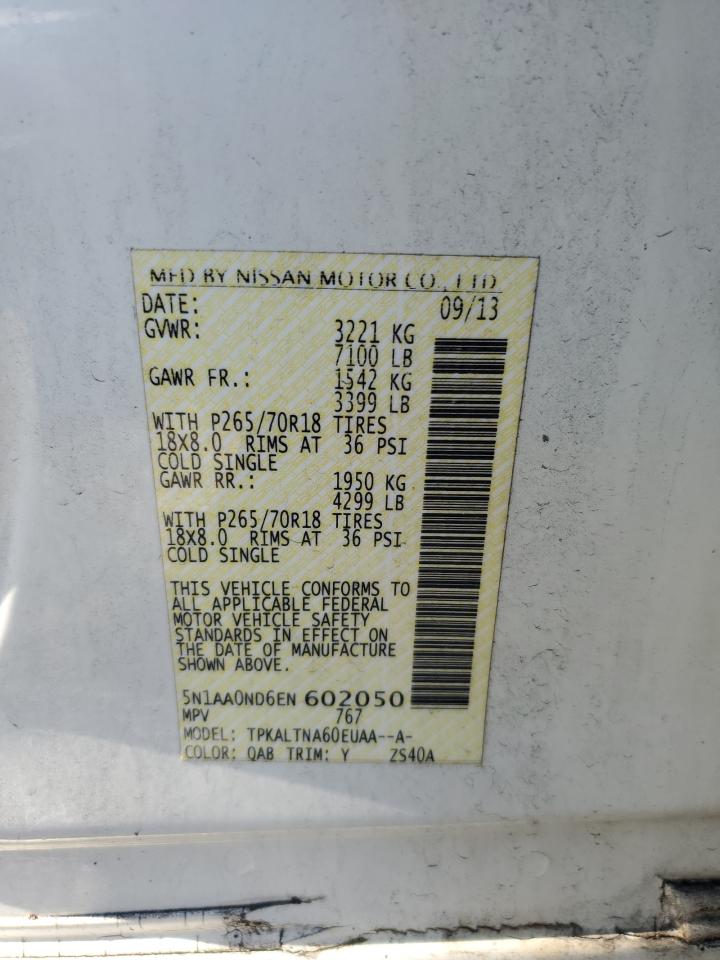 MFD BY NISSAN MOTOR CO., LTD
DATE: 09/13
GVWR: 3221 KG
7100 LB
GAWR FR.: 1542 KG
3399 LB
WITH P265/70R18 TIRES
18X8.0 RIMS AT 36 PSI
COLD SINGLE
GAWR RR.: 1950 KG
4299 LB
WITH P265/70R18 TIRES
18X8.0 RIMS AT 36 PSI
COLD SINGLE
THIS VEHICLE CONFORMS TO
ALL APPLICABLE FEDERAL
MOTOR VEHICLE SAFETY
STANDARDS IN EFFECT ON
THE DATE OF MANUFACTURE
SHOWN ABOVE.
5N1AA0ND6EN 602050
MPV 767
MODEL: TPKALTNA60EUAA--A-
COLOR: QAB TRIM: Y ZS40A